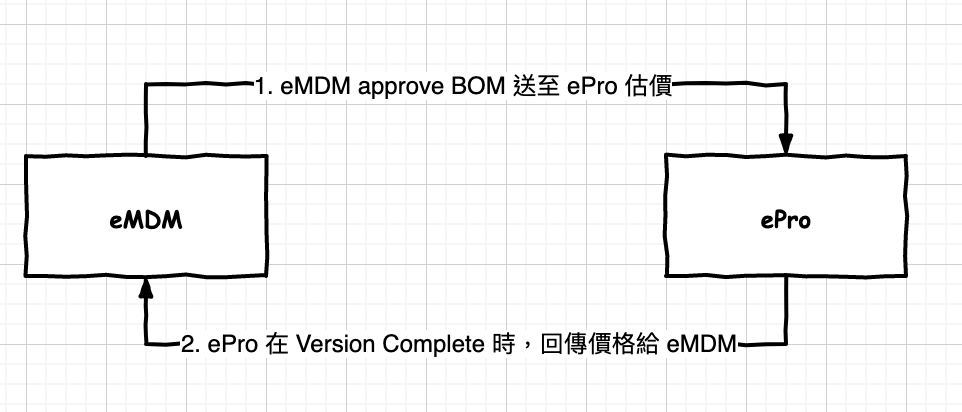 1. eMDM approve BOM 送至 ePro 估價
eMDM
ePro
2. ePro 在 Version Complete 時，回傳價格給 eMDM